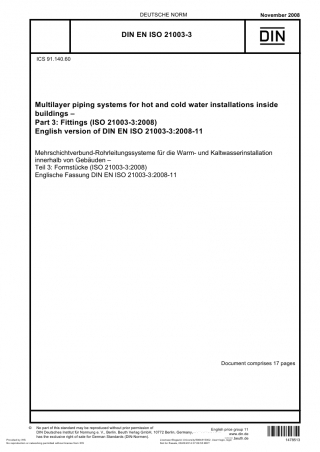 DEUTSCHE NORM
November 2008
DIN EN ISO 21003-3
DIN
ICS 91.140.60
Multilayer piping systems for hot and cold water installations inside
buildings –
Part 3: Fittings (ISO 21003-3:2008)
English version of DIN EN ISO 21003-3:2008-11
Mehrschichtverbund-Rohrleitungssysteme für die Warm- und Kaltwasserinstallation
innerhalb von Gebäuden –
Teil 3: Formstücke (ISO 21003-3:2008)
Englische Fassung DIN EN ISO 21003-3:2008-11
Document comprises 17 pages
© No part of this standard may be reproduced without prior permission of
DIN Deutsches Institut für Normung e. V., Berlin. Beuth Verlag GmbH, 10772 Berlin, Germany,
has the exclusive right of sale for German Standards (DIN-Normen).
English price group 11
www.din.de
www.beuth.de